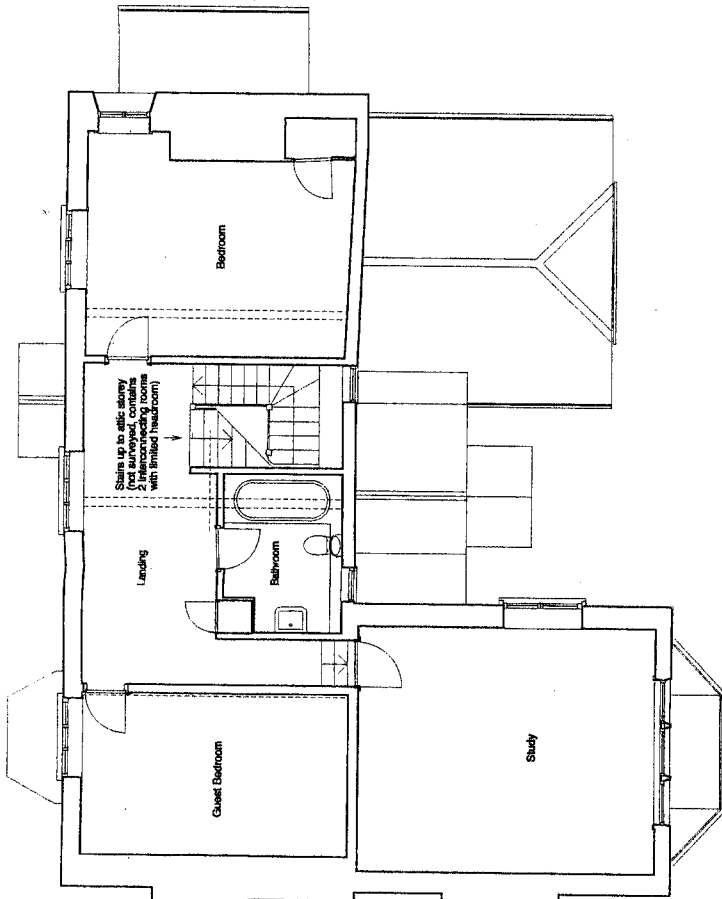 Bedroom
Stairs up to attic storey
(not surveyed, contains
2 interconnecting rooms
with limited headroom)
Landing
Bathroom
Guest Bedroom
Study